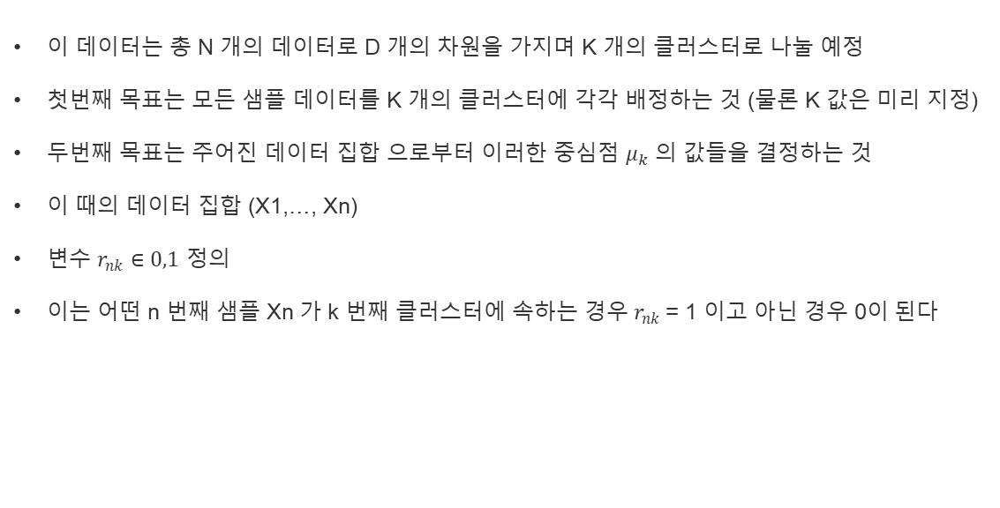 • 이 데이터는 총 N 개의 데이터로 D 개의 차원을 가지며 K 개의 클러스터로 나눌 예정
• 첫번째 목표는 모든 샘플 데이터를 K 개의 클러스터에 각각 배정하는 것 (물론 K 값은 미리 지정)
• 두번째 목표는 주어진 데이터 집합 으로부터 이러한 중심점 𝜇𝑘 의 값들을 결정하는 것
• 이 때의 데이터 집합 (X1,…, Xn)
• 변수 𝑟𝑛𝑘 ∈ 0,1 정의
• 이는 어떤 n 번째 샘플 Xn 가 k 번째 클러스터에 속하는 경우 𝑟𝑛𝑘 = 1 이고 아닌 경우 0이 된다